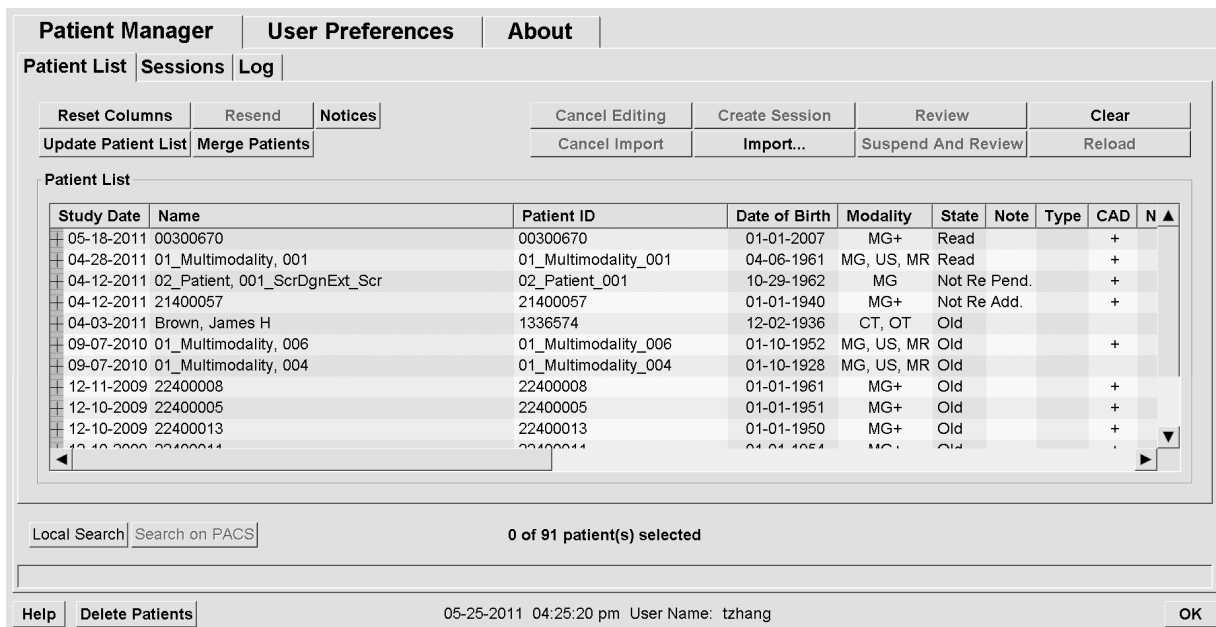 Patient Manager User Preferences About
Patient List Sessions Log
Reset Columns Resend Notices Cancel Editing Create Session Review Clear
Update Patient List Merge Patients Cancel Import Import... Suspend And Review Reload
Patient List
Study Date Name Patient ID Date of Birth Modality State Note Type CAD N
05-18-2011 00300670 00300670 01-01-2007 MG+ Read +
04-28-2011 01_Multimodality, 001 01_Multimodality_001 04-06-1961 MG, US, MR Read +
04-12-2011 02_Patient, 001_ScrDgnExt_Scr 02_Patient_001 10-29-1962 MG Not Re Pend. +
04-12-2011 21400057 21400057 01-01-1940 MG+ Not Re Add. +
04-03-2011 Brown, James H 1336574 12-02-1936 CT, OT Old
09-07-2010 01_Multimodality, 006 01_Multimodality_006 01-10-1952 MG, US, MR Old +
09-07-2010 01_Multimodality, 004 01_Multimodality_004 01-10-1928 MG, US, MR Old
12-11-2009 22400008 22400008 01-01-1961 MG+ Old +
12-10-2009 22400005 22400005 01-01-1951 MG+ Old +
12-10-2009 22400013 22400013 01-01-1950 MG+ Old +
Local Search Search on PACS 0 of 91 patient(s) selected
Help Delete Patients 05-25-2011 04:25:20 pm User Name: tzhang OK